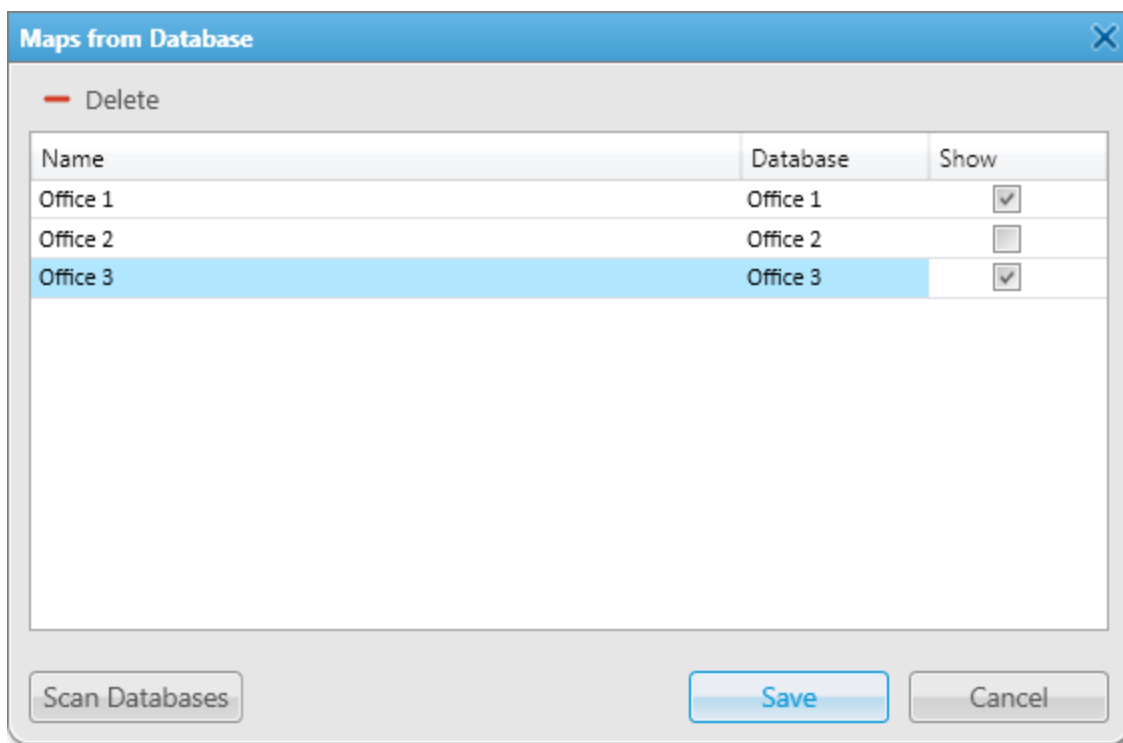 Maps from Database
Delete
Name Database Show
Office 1 Office 1
Office 2 Office 2
Office 3 Office 3
Scan Databases Save Cancel